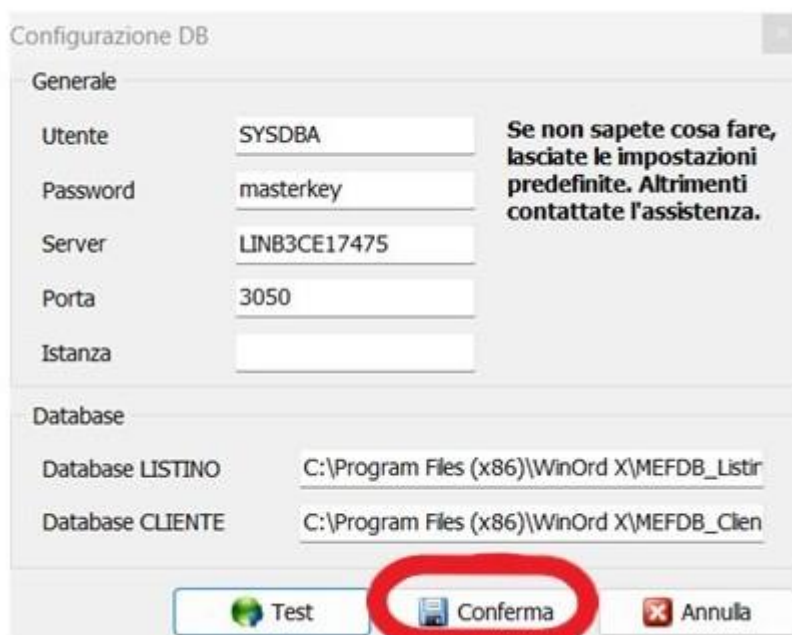 Configurazione DB
Generale
Utente SYSDBA
Password masterkey
Server LINB3CE17475
Porta 3050
Istanza
Se non sapete cosa fare,
lasciate le impostazioni
predefinite. Altrimenti
contattate l'assistenza.
Database
Database LISTINO C:\Program Files (x86)\WinOrd X\MEFDB_Listin
Database CLIENTE C:\Program Files (x86)\WinOrd X\MEFDB_Clien
Test Conferma Annulla